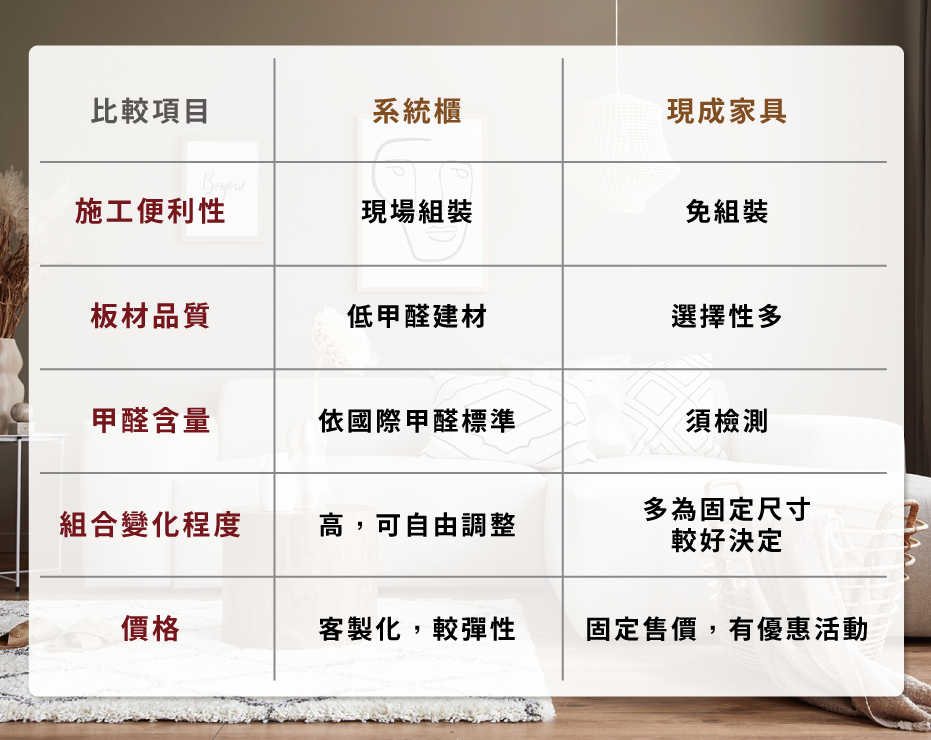 比較項目 系統櫃 現成家具
施工便利性 現場組裝 免組裝
板材品質 低甲醛建材 選擇性多
甲醛含量 依國際甲醛標準 須檢測
組合變化程度 高，可自由調整 多為固定尺寸
較好決定
價格 客製化，較彈性 固定售價，有優惠活動
Bonjour